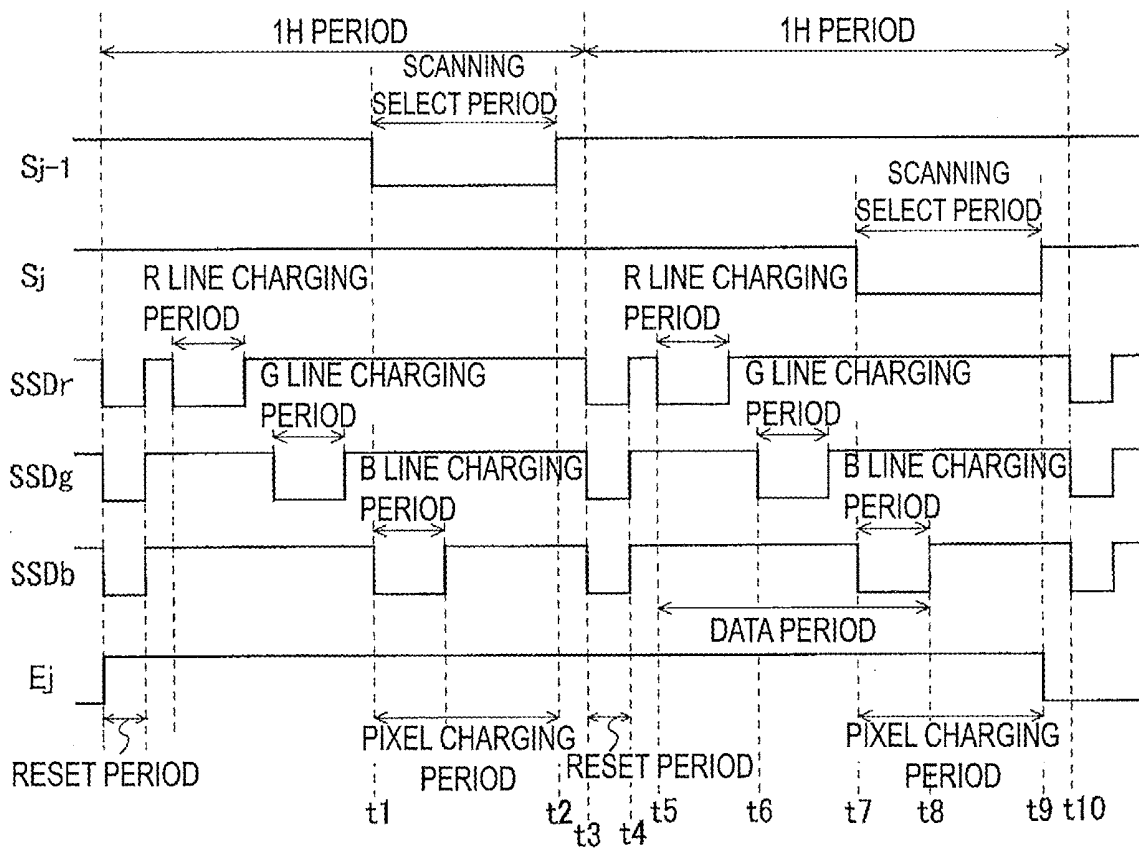 1H PERIOD
1H PERIOD
SCANNING
SELECT PERIOD
Sj-1
SCANNING
SELECT PERIOD
Sj
R LINE CHARGING
PERIOD
R LINE CHARGING
PERIOD
SSDr
G LINE CHARGING
PERIOD
G LINE CHARGING
PERIOD
SSDg
B LINE CHARGING
PERIOD
B LINE CHARGING
PERIOD
SSDb
DATA PERIOD
Ej
PIXEL CHARGING
PERIOD
PIXEL CHARGING
PERIOD
RESET PERIOD
RESET PERIOD
t1
t2
t3
t4
t5
t6
t7
t8
t9
t10